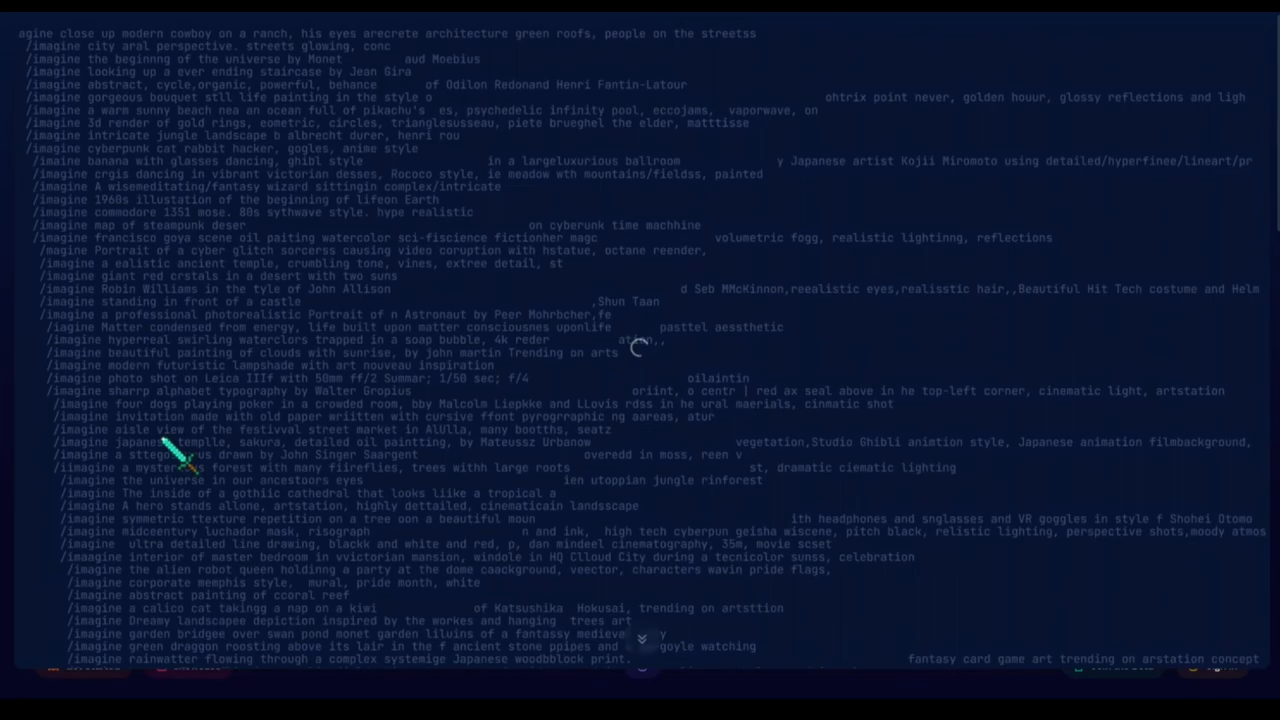 agine close up modern cowboy on a ranch, his eyes arecrete architecture green roofs, people on the streetss
/imagine city aral perspective. streets glowing, conc
/imagine the beginnng of the universe by Monet aud Moebius
/imagine looking up a ever ending staircase by Jean Gira
/imagine abstract, cycle,organic, powerful, behance of Odilon Redonand Henri Fantin-Latour
/imagine gorgeous bouquet stll life painting in the style o ohtrix point never, golden houur, glossy reflections and ligh
/imagine a warm sunny beach nea an ocean full of pikachu's es, psychedelic infinity pool, eccojams, vaporwave, on
/imagine 3d render of gold rings, eometric, circles, trianglesusseau, piete brueghel the elder, matttisse
/imagine intricate jungle landscape b albrecht durer, henri rou
/imagine cyberpunk cat rabbit hacker, gogles, anime style
/imaine banana with glasses dancing, ghibl style in a largeluxurious ballroom y Japanese artist Kojii Miromoto using detailed/hyperfinee/lineart/pr
/imagine crgis dancing in vibrant victorian desses, Rococo style, ie meadow wth mountains/fieldss, painted
/imagine A wisemeditating/fantasy wizard sittingin complex/intricate
/imagine 1960s illustation of the beginning of lifeon Earth
/imagine commodore 1351 mose. 80s sythwave style. hype realistic
/imagine map of steampunk deser on cyberunk time machine
/imagine francisco goya scene oil paiting watercolor sci-fiscience fictionher magc volumetric fogg, realistic lightinng, reflections
/imagine Portrait of a cyber glitch sorcerss causing video coruption with hstatue, octane reender,
/imagine a ealistic ancient temple, crumbling tone, vines, extree detail, st
/imagine giant red crstals in a desert with two suns
/imagine Robin Williams in the tyle of John Allison d Seb MMcKinnon,reealistic eyes,realisstic hair,,Beautiful Hit Tech costume and Helm
/imagine standing in front of a castle ,Shun Taan
/imagine a professional photorealistic Portrait of n Astronaut by Peer Mohrbcher,fe
/iagine Matter condensed from energy, life built upon matter consciousnes uponlife pasttel aessthetic
/imagine hyperreal swirling waterclors trapped in a soap bubble, 4k reder
/imagine beautiful painting of clouds with sunrise, by john martin Trending on arts
/imagine modern futuristic lampshade with art nouveau inspiration
/imagine photo shot on Leica IIIf with 50mm ff/2 Summar; 1/50 sec; f/4 oilaintin
/imagine sharrp alphabet typography by Walter Gropius oriint, o centr | red ax seal above in he top-left corner, cinematic light, artstation
/imagine four dogs playing poker in a crowded room, bby Malcolm Liepkke and LLovis rdss in he ural maerials, cinmatic shot
/imagine invitation made with old paper wriitten with cursive ffont pyrogrraphic ng aareas, atur
/imagine aisle view of the festivval street market in AlUlla, many bootths, seatz
/imagine templle, sakura, detailed oil paintting, by Mateussz Urbanow vegetation,Studio Ghibli animtion style, Japanese animation filmbackground,
/imagine a drawn by John Singer Saargent overedd in moss, reen v
/iimagine a forest with many fiireflies, trees withh large roots st, dramatic ciematic lighting
/imagine the universe in our ancestoors eyes ien utoppian jungle rinforest
/imagine The inside of a gothiic cathedral that looks liike a tropical a
/imagine A hero stands allone, artstation, highly dettailed, cinematicain landsscape
/imagine symmetric ttexture repetition on a tree oon a beautiful moun ith headphones and snglasses and VR goggles in style f Shohei Otomo
/imagine midceentury luchador mask, risograph n and ink, high tech cyberpun geisha wiscene, pitch black, relistic lighting, perspective shots,moody atmos
/imagine ultra detailed line drawing, blackk and white and red, p, dan mindeel cinematography, 35m, movie scset
/imagine interior of master bedroom in vvictorian mansion, windole in HQ Clloud City turing a tecnicolor sunss, celebration
/imagine the alien robot queen holdinng a party at the dome caackground, veector, characters wavin pride flags,
/imagine corporate memphis style, mural, pride month, white
/imagine abstract painting of ccoral reef
/imagine a calico cat takingg a nap on a kiwi of Katsushika Hokusai, trending on artsttion
/imagine Dreamy landscapee depiction inspired by the workes and hanging trees art
/imagine garden bridgee over swan pond monet garden liluins of a fantassy medieva y
/imagine green draggon roosting above its lair in the f ancient stone ppipes and goyle watching
/imagine rainwatter flowing through a complex systemige Japanese woodbblock print. fantasy card game art trending on arstation concept